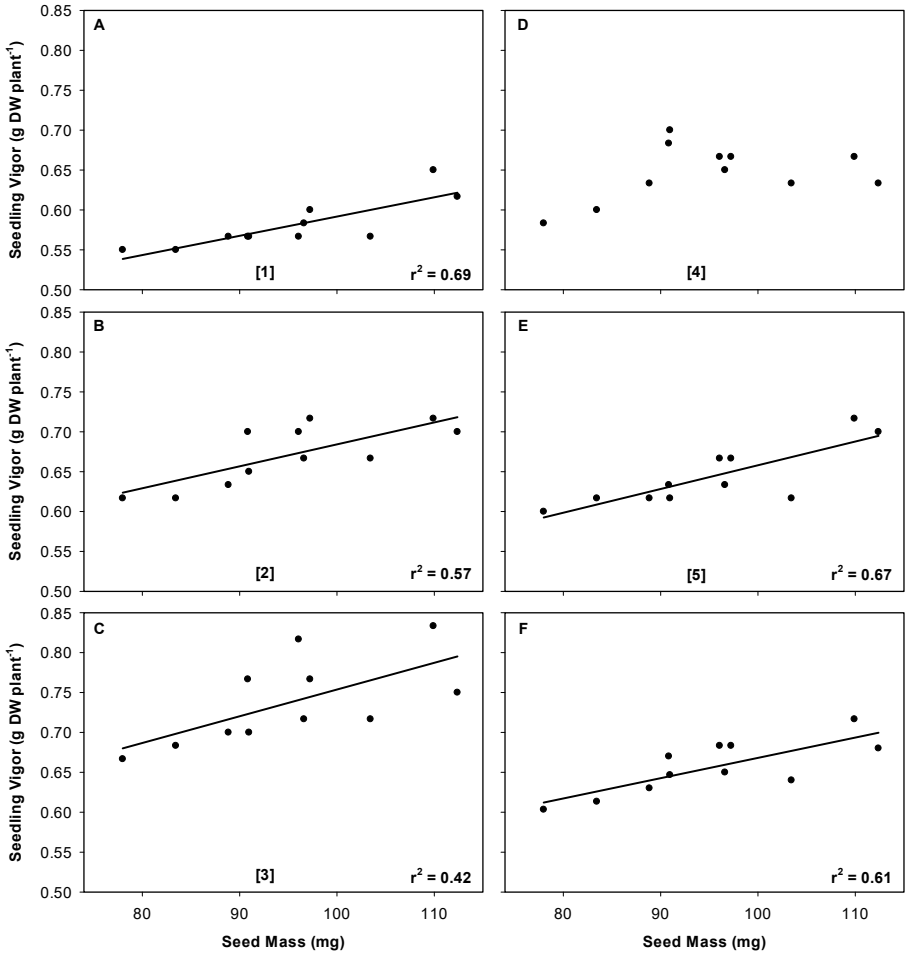 A
D
0.85
0.80
0.75
0.70
0.65
0.60
0.55
0.50
Seedling Vigor (g DW plant⁻¹)
[1]
r² = 0.69
[4]
B
E
0.85
0.80
0.75
0.70
0.65
0.60
0.55
0.50
Seedling Vigor (g DW plant⁻¹)
[2]
r² = 0.57
[5]
r² = 0.67
C
F
0.85
0.80
0.75
0.70
0.65
0.60
0.55
0.50
Seedling Vigor (g DW plant⁻¹)
[3]
r² = 0.42
r² = 0.61
80 90 100 110
80 90 100 110
Seed Mass (mg)
Seed Mass (mg)